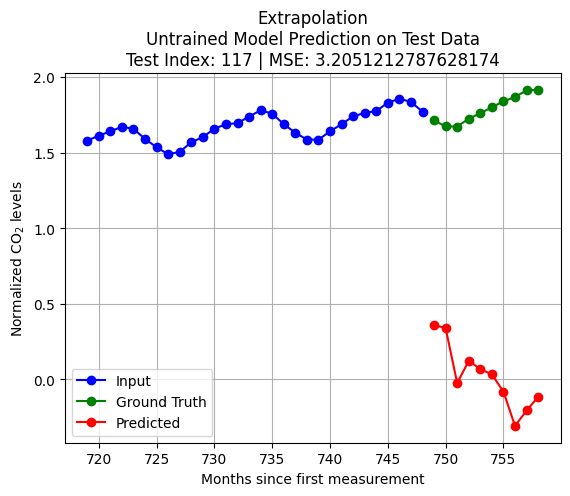 Extrapolation
Untrained Model Prediction on Test Data
Test Index: 117 | MSE: 3.2051212787628174
2.0
1.5
1.0
0.5
0.0
Normalized CO₂ levels
Input
Ground Truth
Predicted
720 725 730 735 740 745 750 755
Months since first measurement